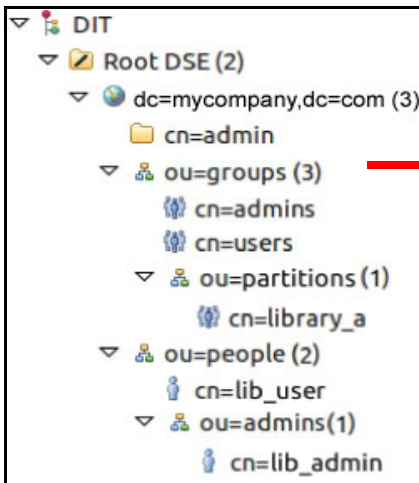 DIT
Root DSE (2)
dc=mycompany,dc=com (3)
cn=admin
ou=groups (3)
cn=admins
cn=users
ou=partitions (1)
cn=library_a
ou=people (2)
cn=lib_user
ou=admins(1)
cn=lib_admin